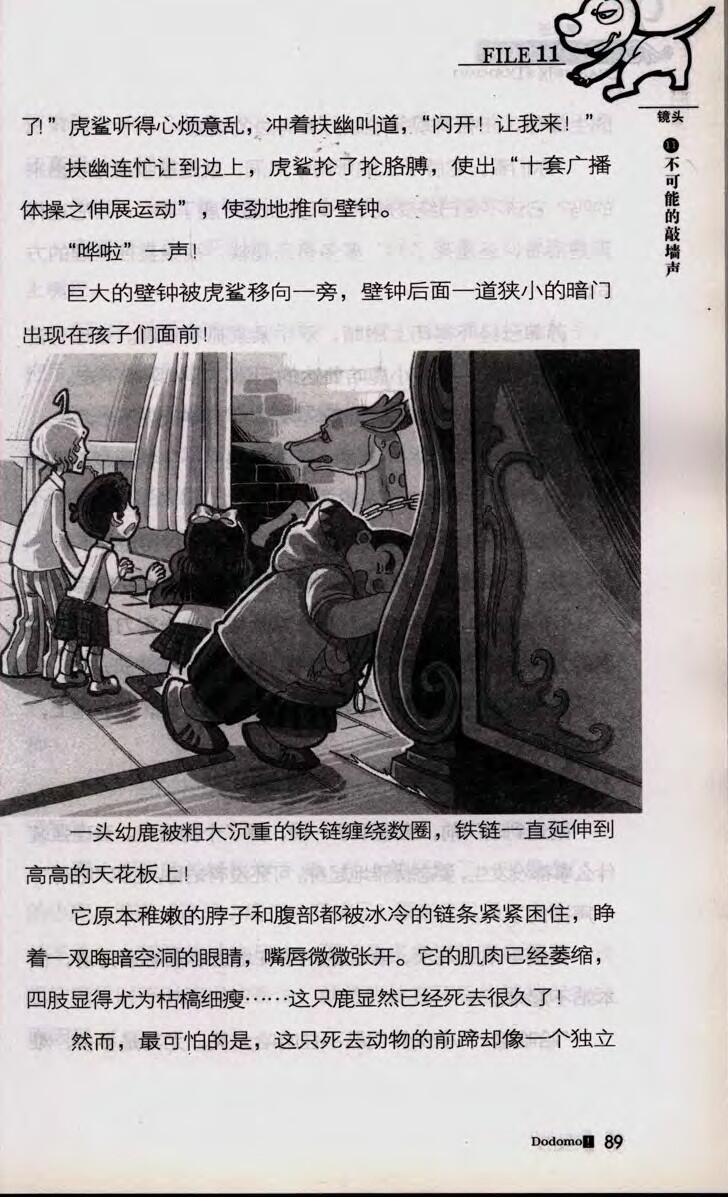 FILE 11
镜头
⑪不可能的敲墙声
了!”虎鲨听得心烦意乱,冲着扶幽叫道,“闪开!让我来!”
扶幽连忙让到边上,虎鲨抡了抡胳膊,使出“十套广播
体操之伸展运动”,使劲地推向壁钟。
“哗啦”一声!
巨大的壁钟被虎鲨移向一旁,壁钟后面一道狭小的暗门
出现在孩子们面前!
一头幼鹿被粗大沉重的铁链缠绕数圈,铁链一直延伸到
高高的天花板上!
它原本稚嫩的脖子和腹部都被冰冷的链条紧紧困住,睁
着一双晦暗空洞的眼睛,嘴唇微微张开。它的肌肉已经萎缩,
四肢显得尤为枯槁细瘦……这只鹿显然已经死去很久了!
然而,最可怕的是,这只死去动物的前蹄却像一个独立
Dodomo! 89